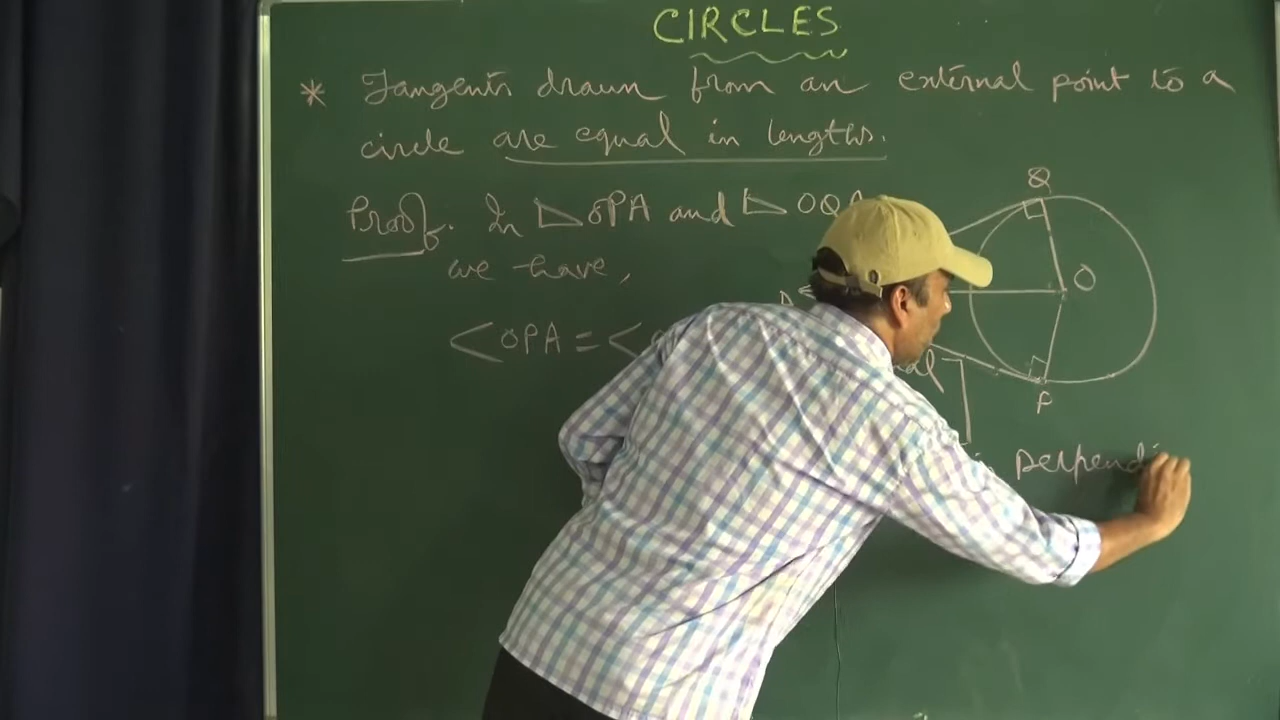 CIRCLES
* Tangents drawn from an external point to a
circle are equal in lengths.
Proof. In △OPA and △OQA
we have,
<OPA = <
Q
O
P
perpendi